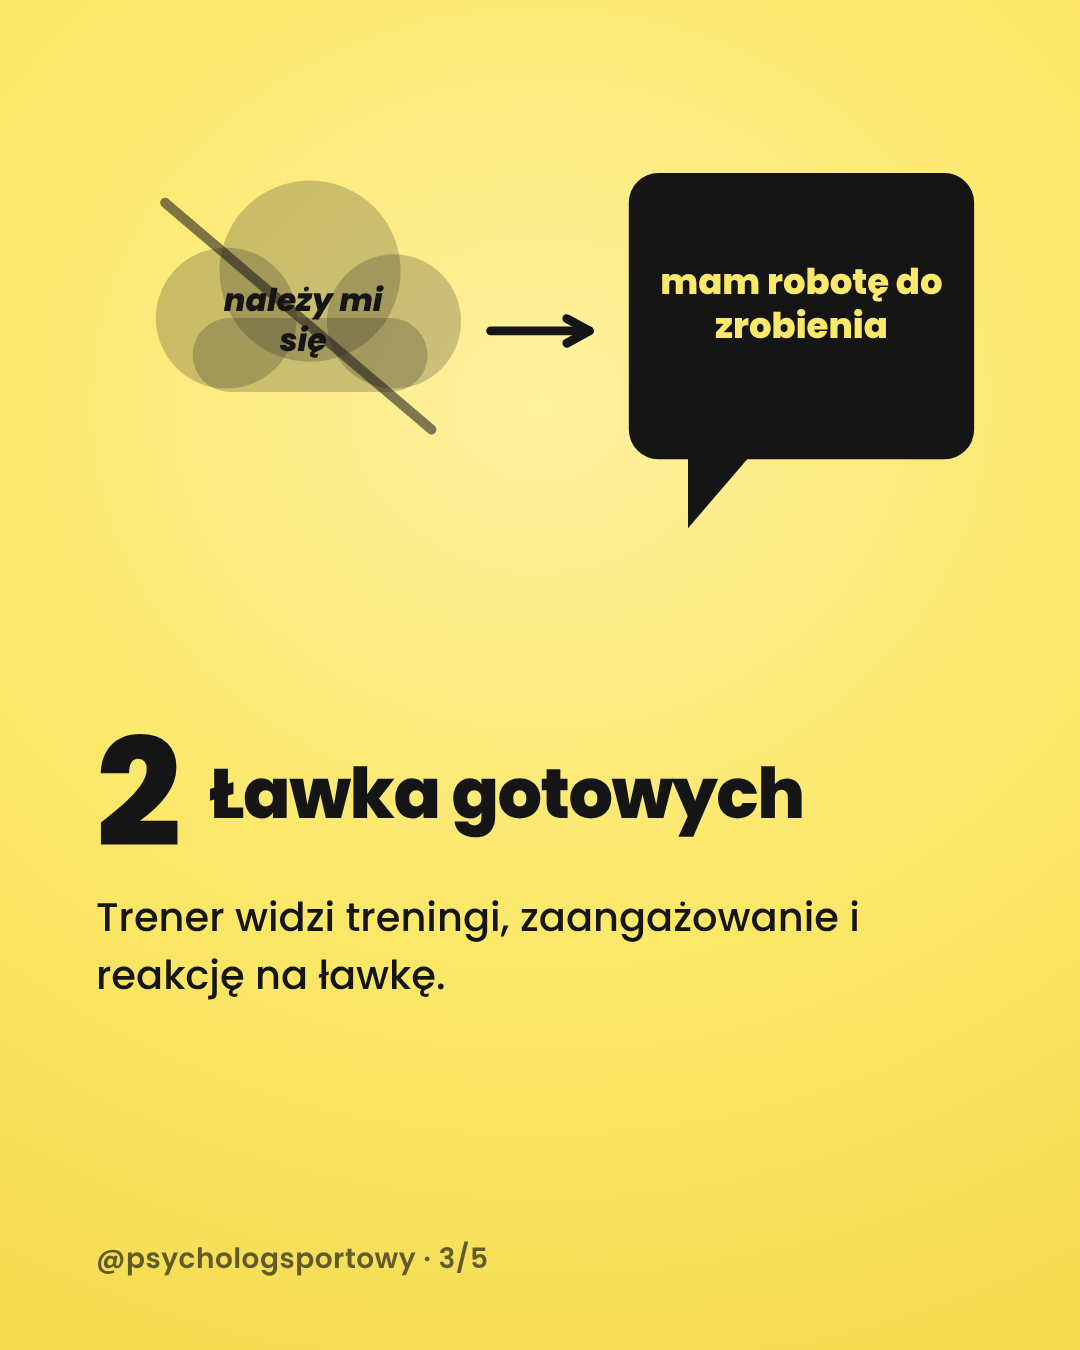 należy mi
się
mam robotę do
zrobienia
2 Ławka gotowych
Trener widzi treningi, zaangażowanie i
reakcję na ławkę.
@psychologsportowy · 3/5